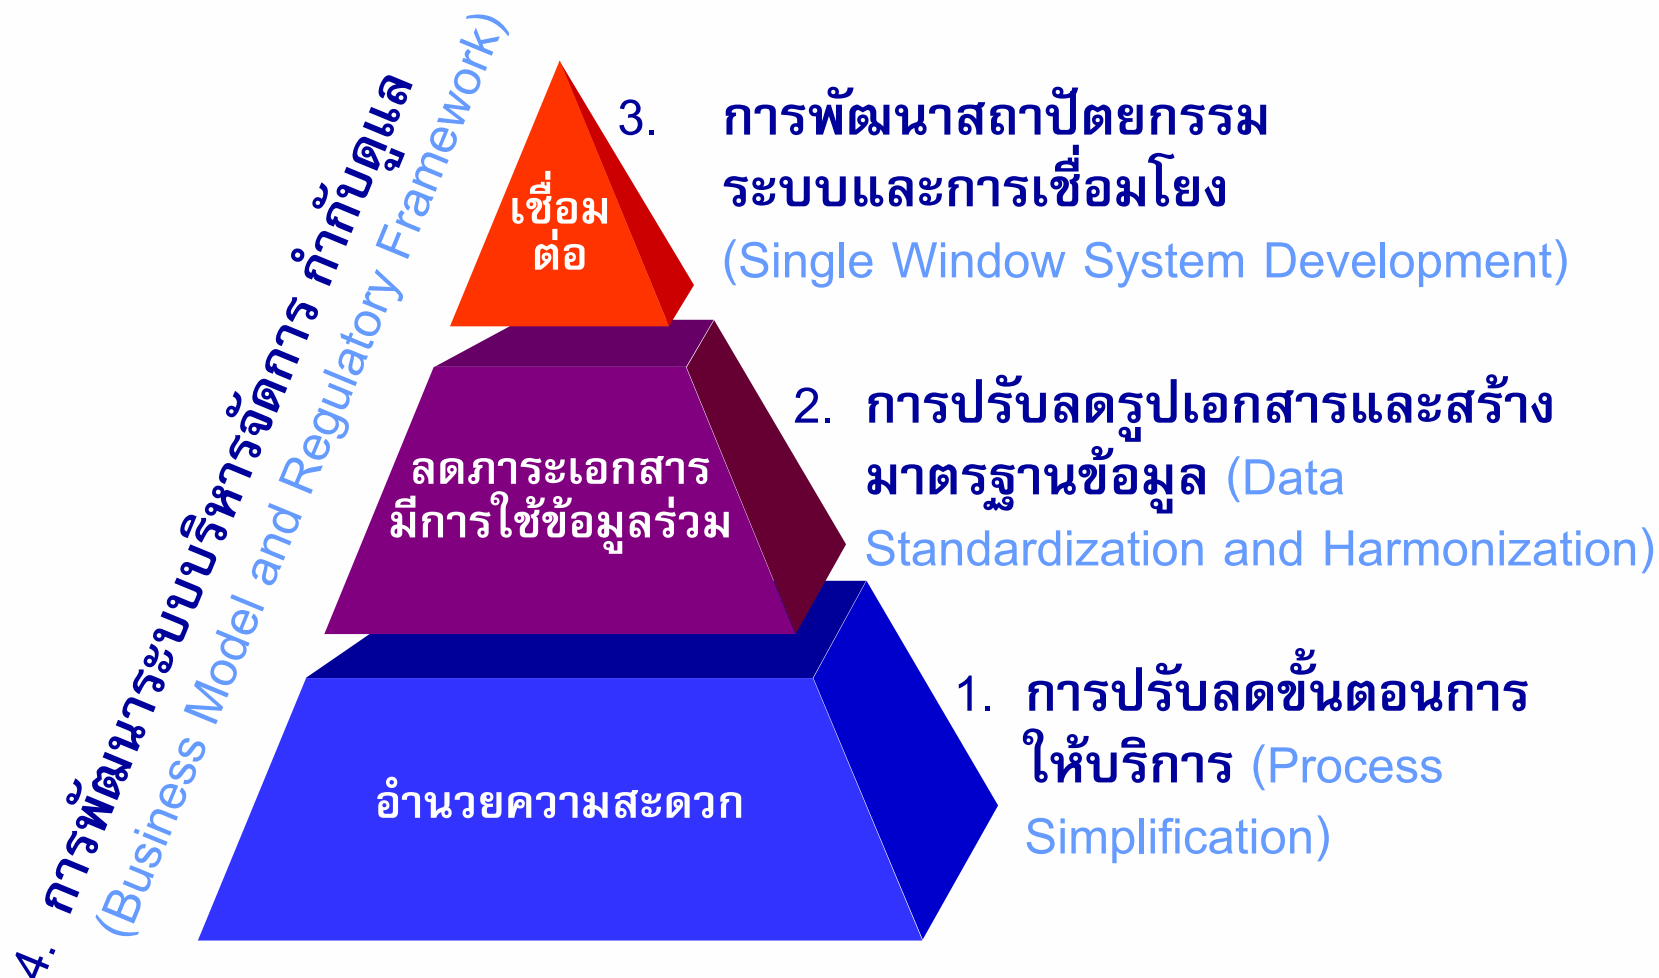 3. การพัฒนาสถาปัตยกรรม
ระบบและการเชื่อมโยง
(Single Window System Development)
เชื่อม
ต่อ
2. การปรับลดรูปเอกสารและสร้าง
มาตรฐานข้อมูล (Data
Standardization and Harmonization)
ลดภาระเอกสาร
มีการใช้ข้อมูลร่วม
1. การปรับลดขั้นตอนการ
ให้บริการ (Process
Simplification)
อำนวยความสะดวก
4. การพัฒนาระบบบริหารจัดการ กำกับดูแล
(Business Model and Regulatory Framework)